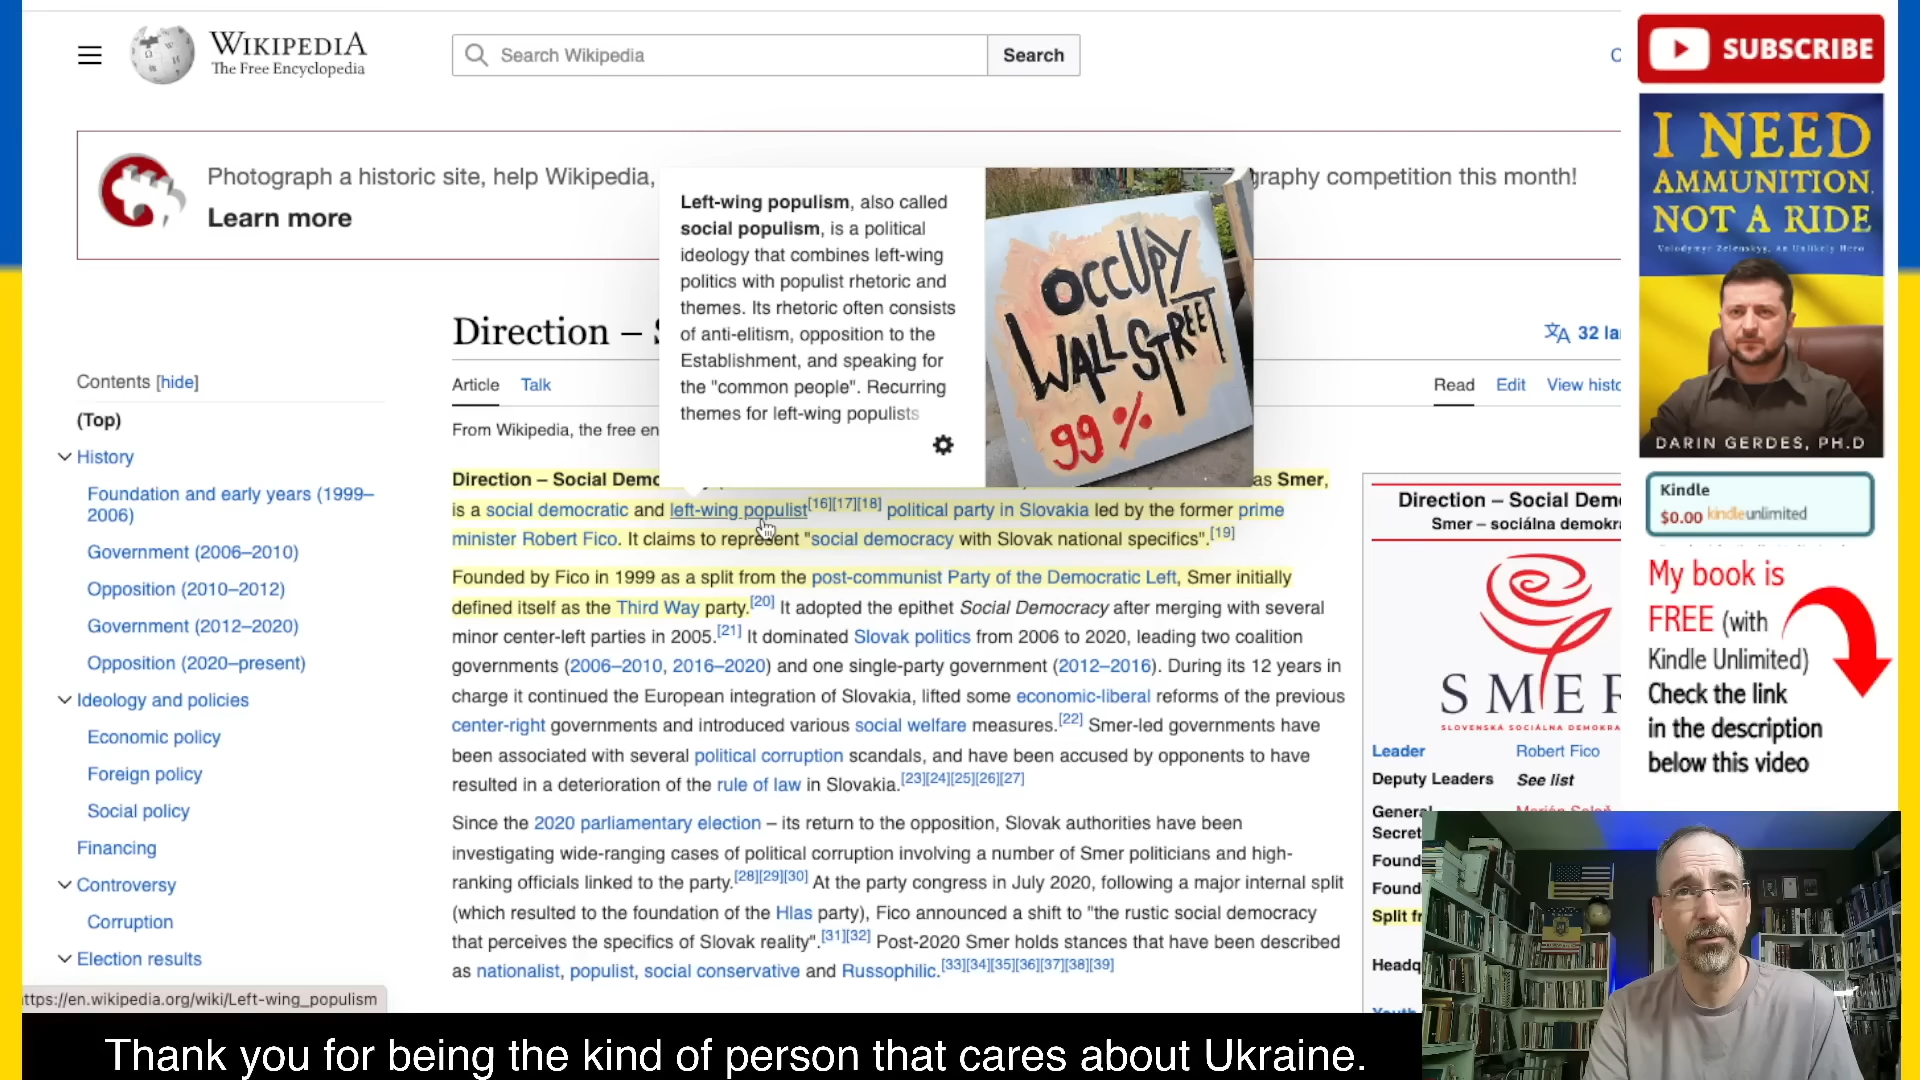 WIKIPEDIA
The Free Encyclopedia
Search Wikipedia
Search
Photograph a historic site, help Wikipedia,
graphy competition this month!
Learn more
Left-wing populism, also called
social populism, is a political
ideology that combines left-wing
politics with populist rhetoric and
themes. Its rhetoric often consists
of anti-elitism, opposition to the
Establishment, and speaking for
the "common people". Recurring
themes for left-wing populists
OCCUPY
WALL STREET
99%
Direction –
32 la
Article Talk
Read Edit View histo
From Wikipedia, the free en
Contents [hide]
(Top)
History
Foundation and early years (1999–
2006)
Government (2006–2010)
Opposition (2010–2012)
Government (2012–2020)
Opposition (2020–present)
Ideology and policies
Economic policy
Foreign policy
Social policy
Financing
Controversy
Corruption
Election results
https://en.wikipedia.org/wiki/Left-wing_populism
Direction – Social Demo as Smer,
is a social democratic and left-wing populist[16][17][18] political party in Slovakia led by the former prime
minister Robert Fico. It claims to represent "social democracy with Slovak national specifics".[19]
Founded by Fico in 1999 as a split from the post-communist Party of the Democratic Left, Smer initially
defined itself as the Third Way party.[20] It adopted the epithet Social Democracy after merging with several
minor center-left parties in 2005.[21] It dominated Slovak politics from 2006 to 2020, leading two coalition
governments (2006–2010, 2016–2020) and one single-party government (2012–2016). During its 12 years in
charge it continued the European integration of Slovakia, lifted some economic-liberal reforms of the previous
center-right governments and introduced various social welfare measures.[22] Smer-led governments have
been associated with several political corruption scandals, and have been accused by opponents to have
resulted in a deterioration of the rule of law in Slovakia.[23][24][25][26][27]
Since the 2020 parliamentary election – its return to the opposition, Slovak authorities have been
investigating wide-ranging cases of political corruption involving a number of Smer politicians and high-
ranking officials linked to the party.[28][29][30] At the party congress in July 2020, following a major internal split
(which resulted to the foundation of the Hlas party), Fico announced a shift to "the rustic social democracy
that perceives the specifics of Slovak reality".[31][32] Post-2020 Smer holds stances that have been described
as nationalist, populist, social conservative and Russophilic.[33][34][35][36][37][38][39]
Direction – Social Dem
Smer – sociálna demokra
SMER
SLOVENSKÁ SOCIÁLNA DEMOKRA
Leader Robert Fico
Deputy Leaders See list
General
Secret
Found
Found
Split fr
Headq
SUBSCRIBE
I NEED
AMMUNITION,
NOT A RIDE
Volodymyr Zelenskyy, An Unlikely Hero
DARIN GERDES, PH.D
Kindle
$0.00 kindleunlimited
My book is
FREE (with
Kindle Unlimited)
Check the link
in the description
below this video
Thank you for being the kind of person that cares about Ukraine.